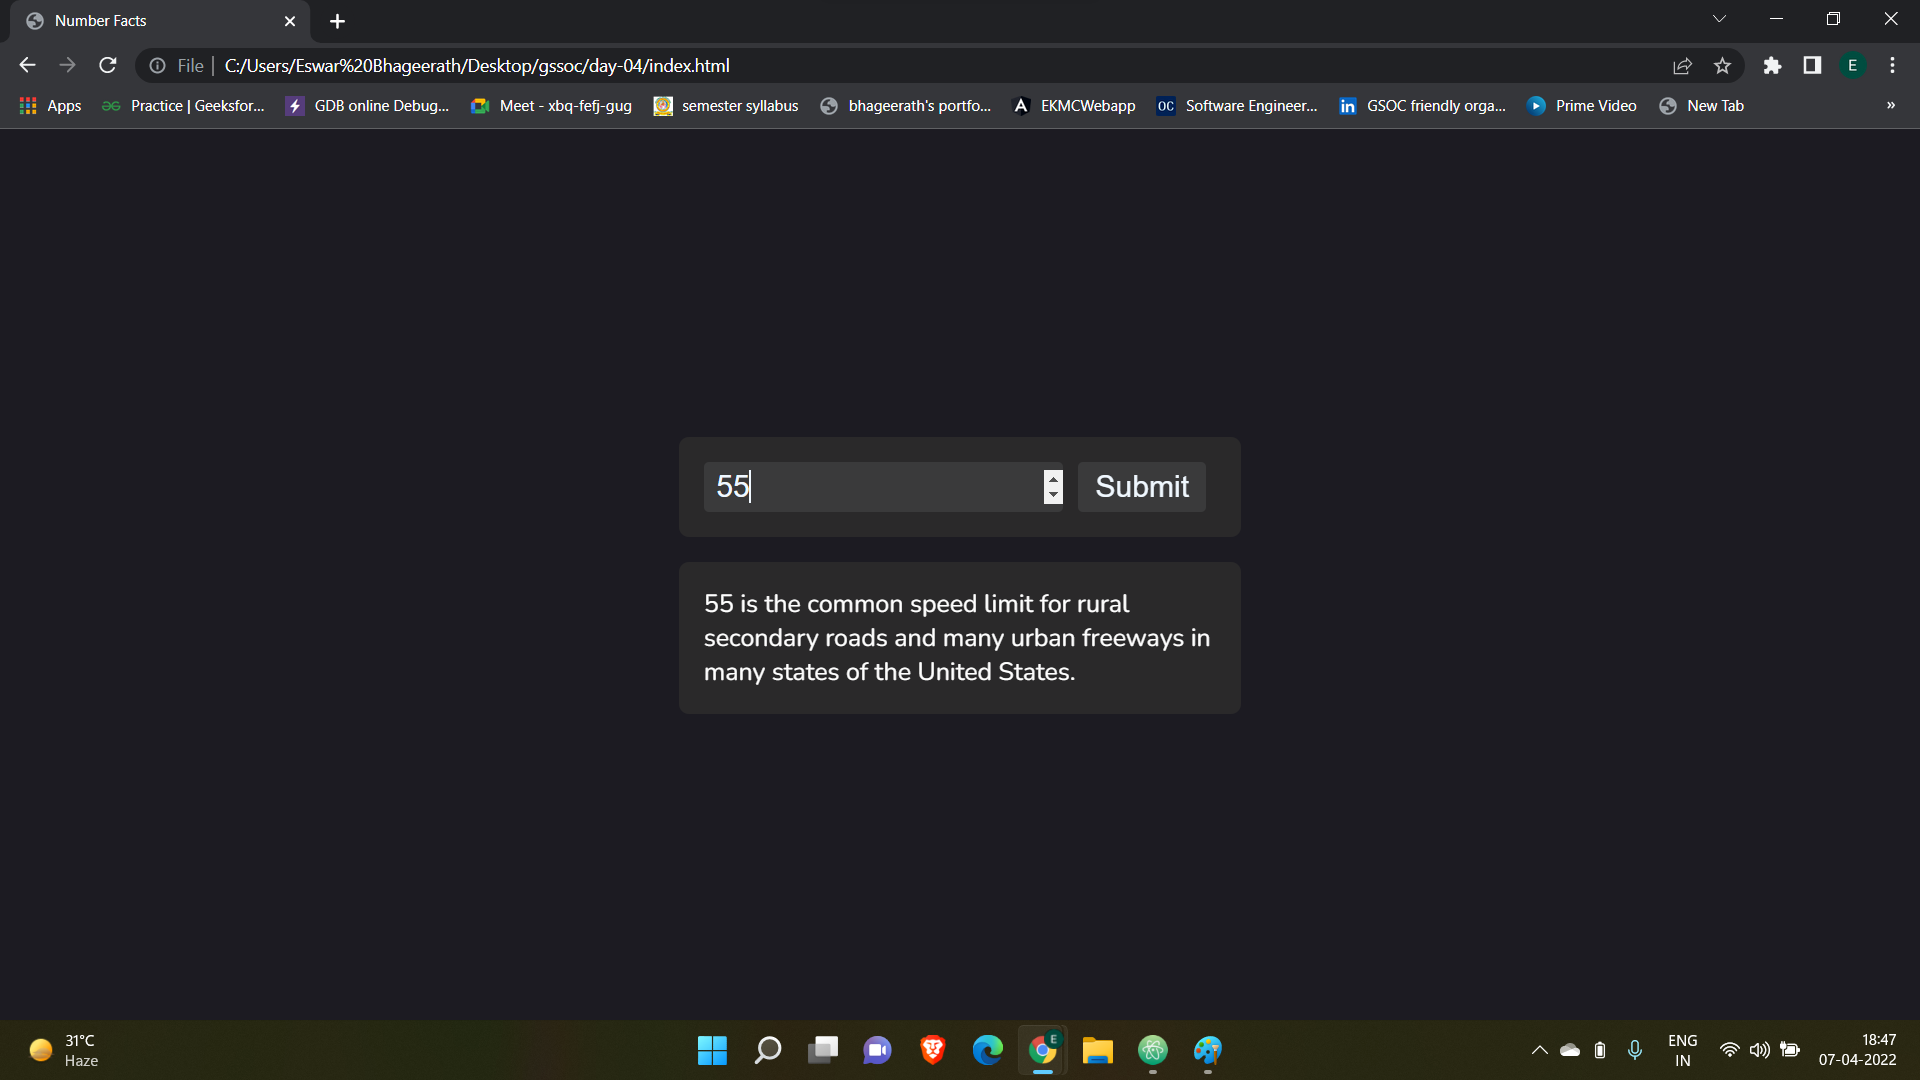 Number Facts
File | C:/Users/Eswar%20Bhageerath/Desktop/gssoc/day-04/index.html
E
Apps
Practice | Geeksfor...
GDB online Debug...
Meet - xbq-fefj-gug
semester syllabus
bhageerath's portfo...
A EKMCWebapp
OC Software Engineer...
in GSOC friendly orga...
Prime Video
New Tab
»
55
Submit
55 is the common speed limit for rural
secondary roads and many urban freeways in
many states of the United States.
31°C
Haze
E
ENG
IN
18:47
07-04-2022